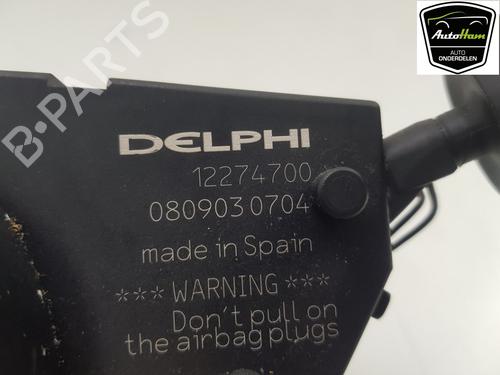 AutoHam
AUTO
ONDERDELEN
B-PARTS
DELPHI
12274700
0809030704
made in Spain
*** WARNING ***
Don't pull on
the airbag plugs